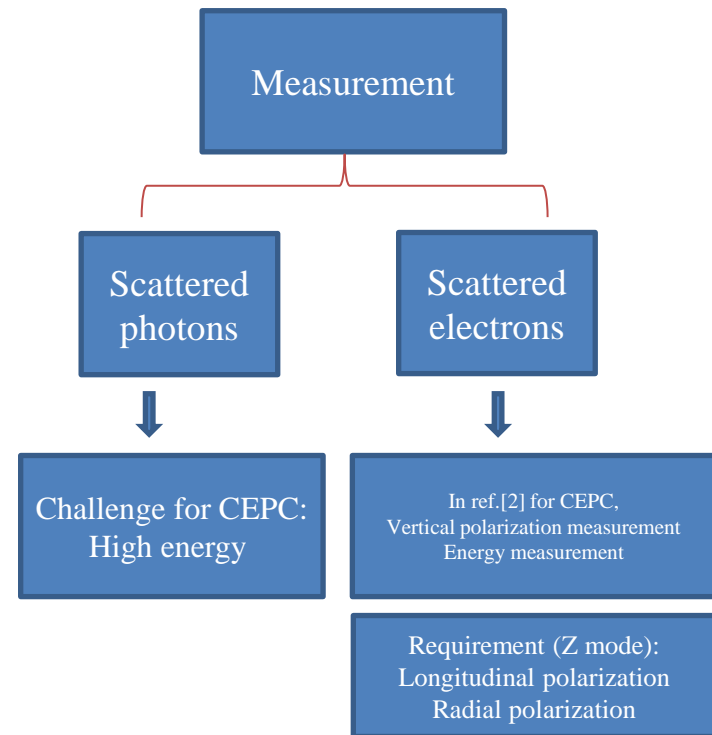 Measurement
Scattered
photons
Scattered
electrons
Challenge for CEPC:
High energy
In ref.[2] for CEPC,
Vertical polarization measurement
Energy measurement
Requirement (Z mode):
Longitudinal polarization
Radial polarization